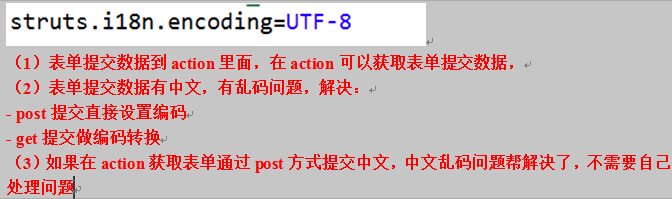 struts.i18n.encoding=UTF-8
（1）表单提交数据到 action 里面，在 action 可以获取表单提交数据，
（2）表单提交数据有中文，有乱码问题，解决：
- post 提交直接设置编码
- get 提交做编码转换
（3）如果在 action 获取表单通过 post 方式提交中文，中文乱码问题帮解决了，不需要自己
处理问题